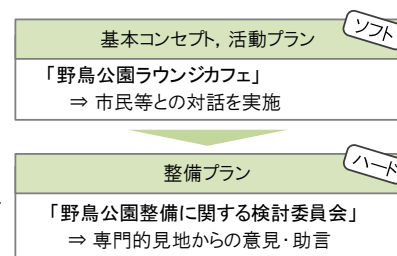 ソフト
基本コンセプト，活動プラン
「野鳥公園ラウンジカフェ」
⇒ 市民等との対話を実施
ハード
整備プラン
「野鳥公園整備に関する検討委員会」
⇒ 専門的見地からの意見・助言